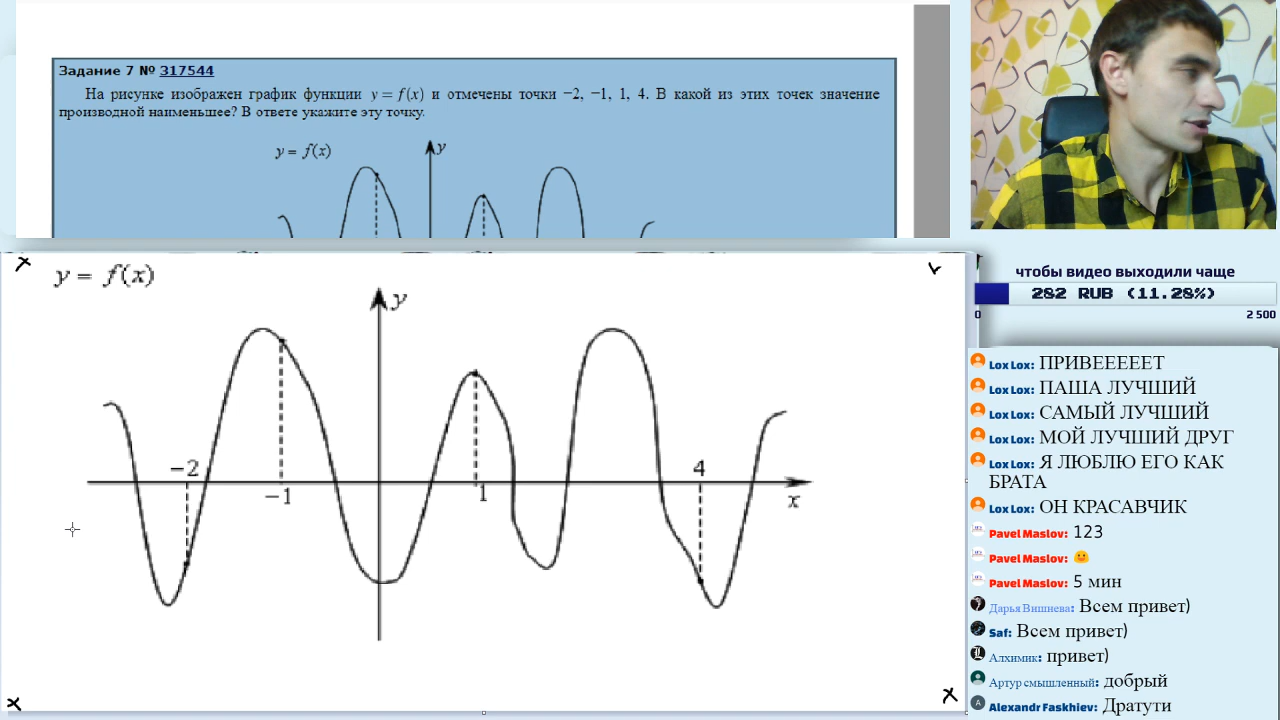 Задание 7 № 317544
На рисунке изображен график функции y = f(x) и отмечены точки −2, −1, 1, 4. В какой из этих точек значение
производной наименьшее? В ответе укажите эту точку.
y = f(x)
y
y = f(x)
y
−2
4
−1
1
x
чтобы видео выходили чаще
282 RUB (11.28%)
0
2 500
Lox Lox: ПРИВЕЕЕЕЕТ
Lox Lox: ПАША ЛУЧШИЙ
Lox Lox: САМЫЙ ЛУЧШИЙ
Lox Lox: МОЙ ЛУЧШИЙ ДРУГ
Lox Lox: Я ЛЮБЛЮ ЕГО КАК
БРАТА
Lox Lox: ОН КРАСАВЧИК
Pavel Maslov: 123
Pavel Maslov:
Pavel Maslov: 5 мин
Дарья Вишнева: Всем привет)
Saf: Всем привет)
Алхимик: привет)
Артур смышленный: добрый
Alexandr Faskhiev: Дратути